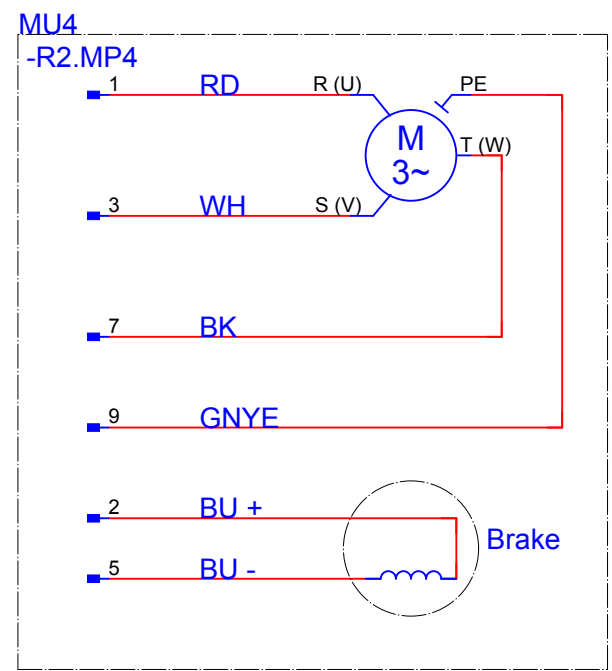 MU4
-R2.MP4
1 RD R (U) PE
M
3~
T (W)
3 WH S (V)
7 BK
9 GNYE
2 BU +
Brake
5 BU -